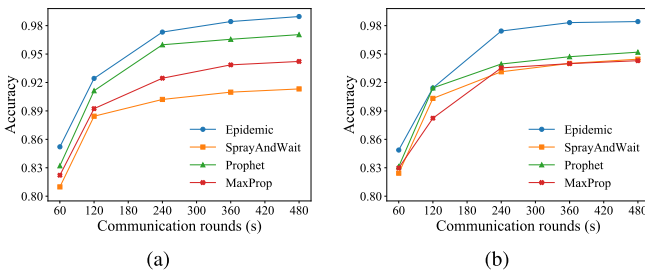 0.98
0.95
0.92
0.89
0.86
0.83
0.80
Accuracy
Epidemic
SprayAndWait
Prophet
MaxProp
60 120 180 240 300 360 420 480
Communication rounds (s)
(a)
0.98
0.95
0.92
0.89
0.86
0.83
0.80
Accuracy
Epidemic
SprayAndWait
Prophet
MaxProp
60 120 180 240 300 360 420 480
Communication rounds (s)
(b)